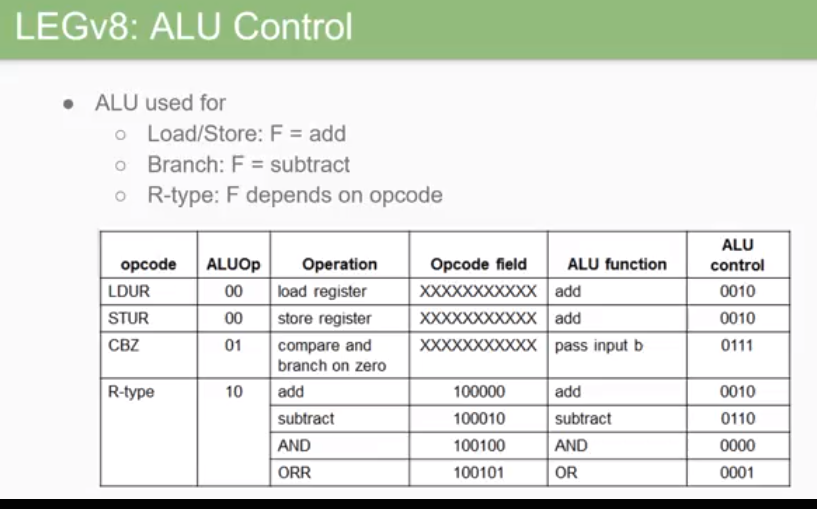 LEGv8: ALU Control
● ALU used for
○ Load/Store: F = add
○ Branch: F = subtract
○ R-type: F depends on opcode
opcode ALUOp Operation Opcode field ALU function ALU control
LDUR 00 load register XXXXXXXXXXX add 0010
STUR 00 store register XXXXXXXXXXX add 0010
CBZ 01 compare and branch on zero XXXXXXXXXXX pass input b 0111
R-type 10 add 100000 add 0010
subtract 100010 subtract 0110
AND 100100 AND 0000
ORR 100101 OR 0001